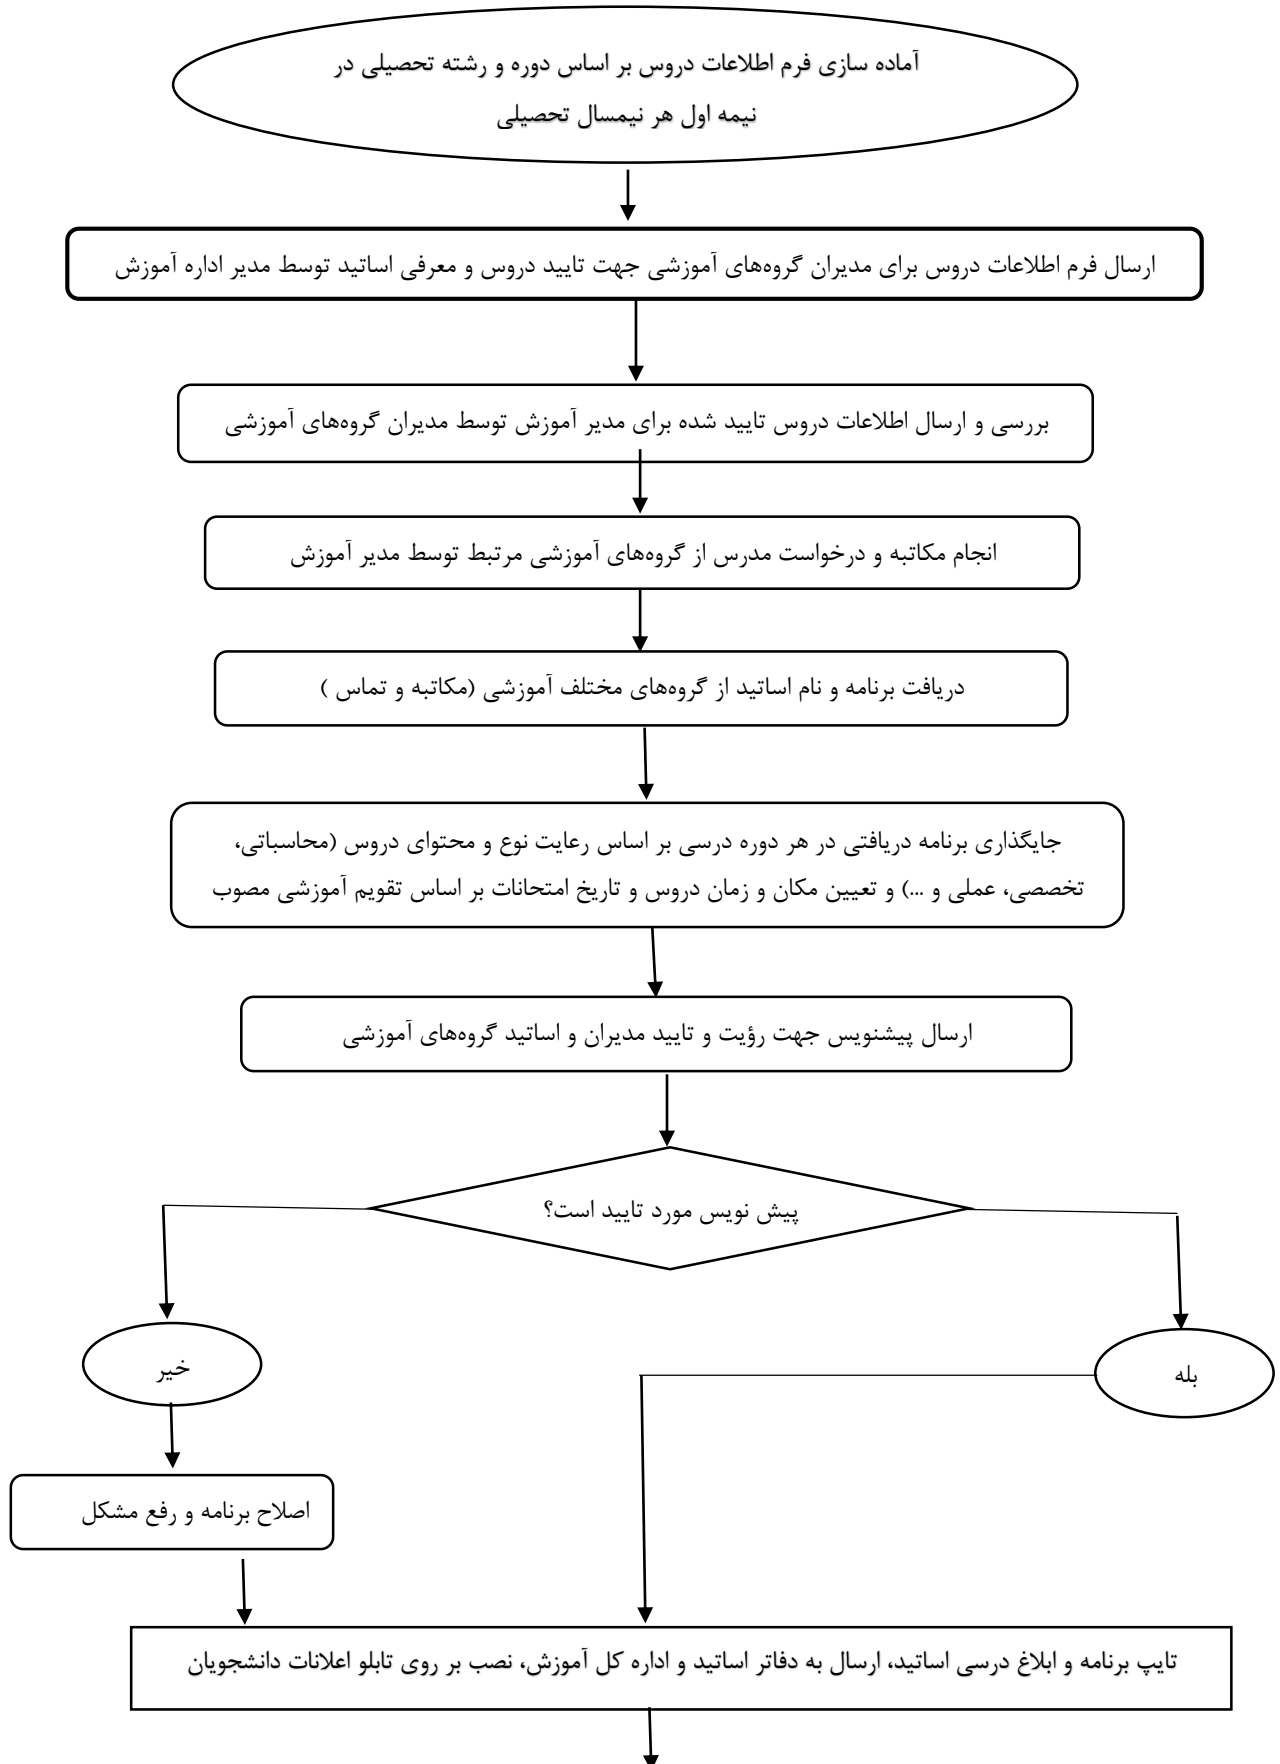 آماده سازی فرم اطلاعات دروس بر اساس دوره و رشته تحصیلی در
نیمه اول هر نیمسال تحصیلی
ارسال فرم اطلاعات دروس برای مدیران گروه‌های آموزشی جهت تایید دروس و معرفی اساتید توسط مدیر اداره آموزش
بررسی و ارسال اطلاعات دروس تایید شده برای مدیر آموزش توسط مدیران گروه‌های آموزشی
انجام مکاتبه و درخواست مدرس از گروه‌های آموزشی مرتبط توسط مدیر آموزش
دریافت برنامه و نام اساتید از گروه‌های مختلف آموزشی (مکاتبه و تماس )
جایگذاری برنامه دریافتی در هر دوره درسی بر اساس رعایت نوع و محتوای دروس (محاسباتی،
تخصصی، عملی و ...) و تعیین مکان و زمان دروس و تاریخ امتحانات بر اساس تقویم آموزشی مصوب
ارسال پیشنویس جهت رؤیت و تایید مدیران و اساتید گروه‌های آموزشی
پیش نویس مورد تایید است؟
بله
خیر
اصلاح برنامه و رفع مشکل
تایپ برنامه و ابلاغ درسی اساتید، ارسال به دفاتر اساتید و اداره کل آموزش، نصب بر روی تابلو اعلانات دانشجویان